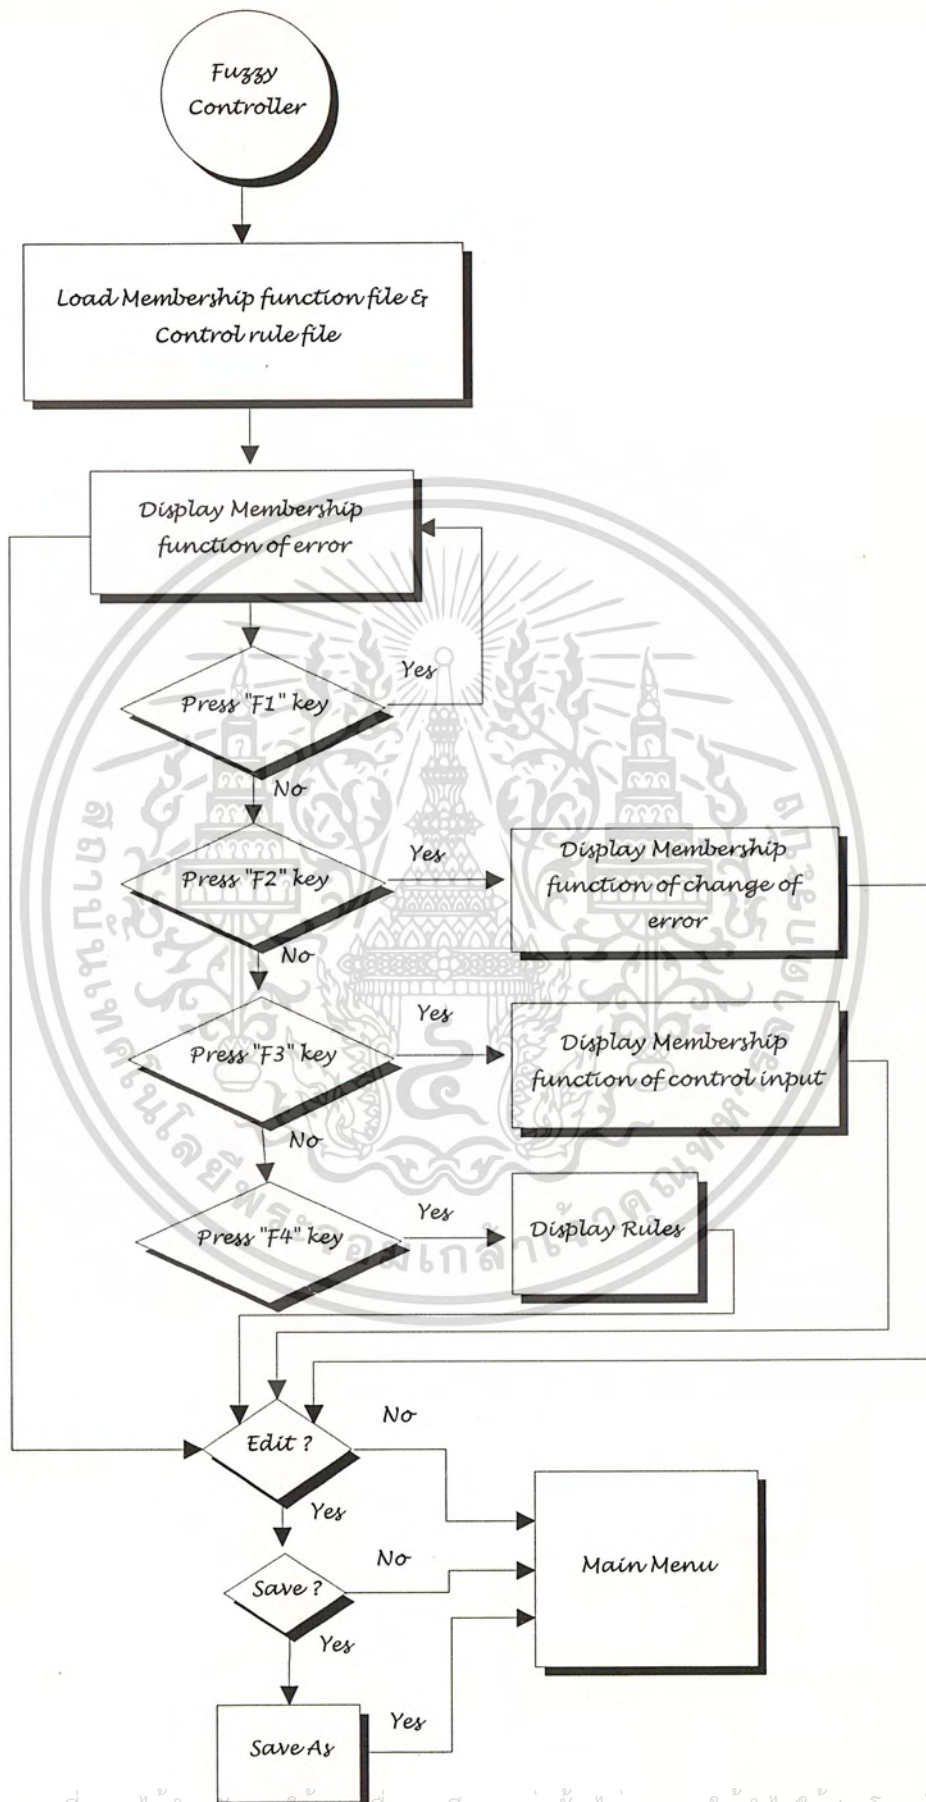 Fuzzy
Controller
Load Membership function file &
Control rule file
Display Membership
function of error
Yes
Press "F1" key
No
Yes
Press "F2" key
Display Membership
function of change of
error
No
Yes
Press "F3" key
Display Membership
function of control input
No
Yes
Press "F4" key
Display Rules
No
Edit ?
Yes
No
Main Menu
Save ?
Yes
Yes
Save As